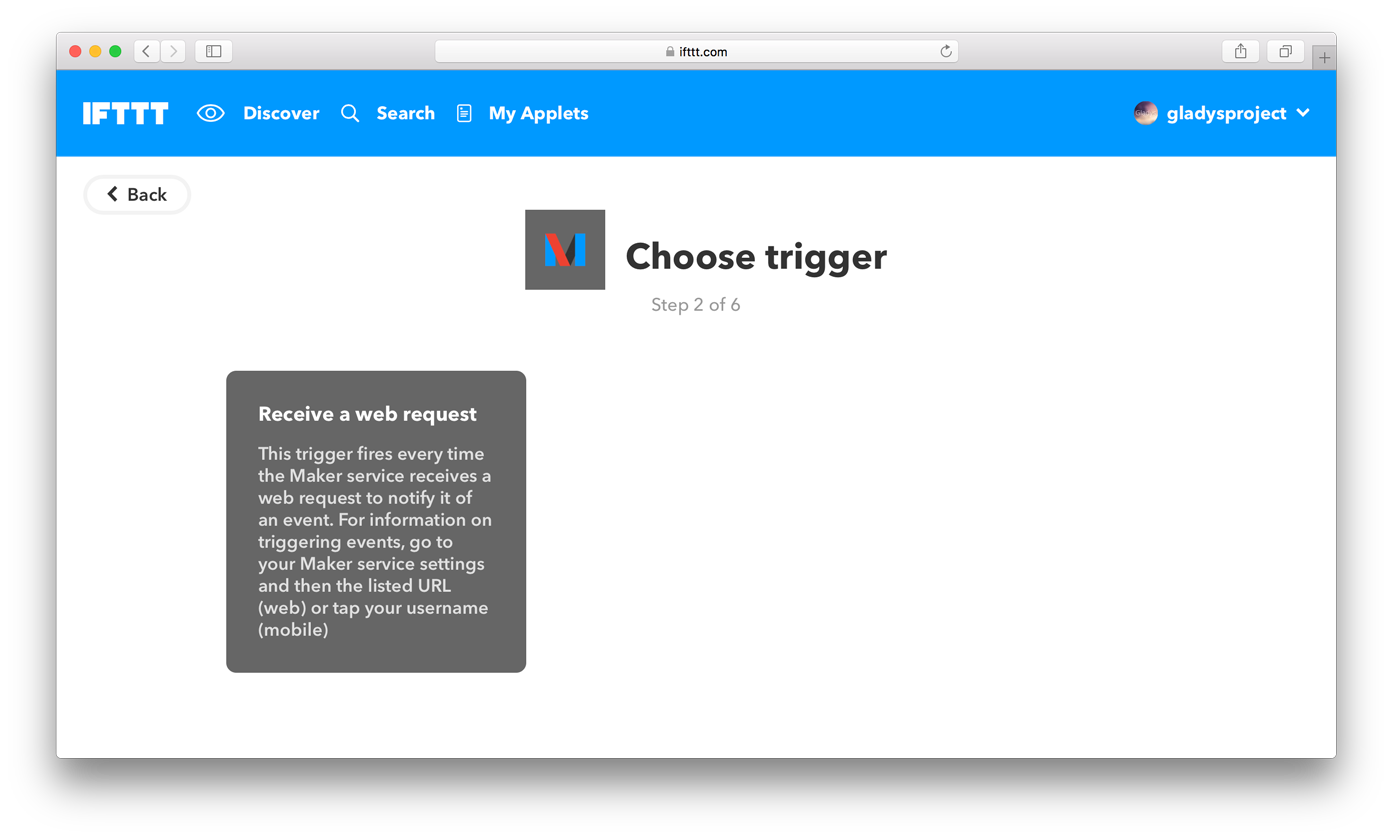 ifttt.com
IFTTT Discover Search My Applets gladysproject
Back
Choose trigger
Step 2 of 6
Receive a web request
This trigger fires every time
the Maker service receives a
web request to notify it of
an event. For information on
triggering events, go to
your Maker service settings
and then the listed URL
(web) or tap your username
(mobile)